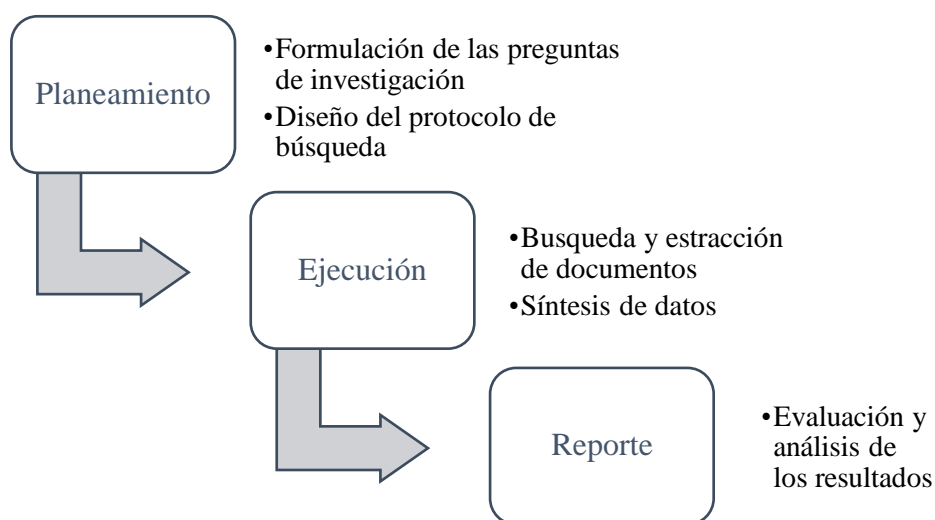 Planeamiento
•Formulación de las preguntas
de investigación
•Diseño del protocolo de
búsqueda
Ejecución
•Busqueda y estracción
de documentos
•Síntesis de datos
Reporte
•Evaluación y
análisis de
los resultados